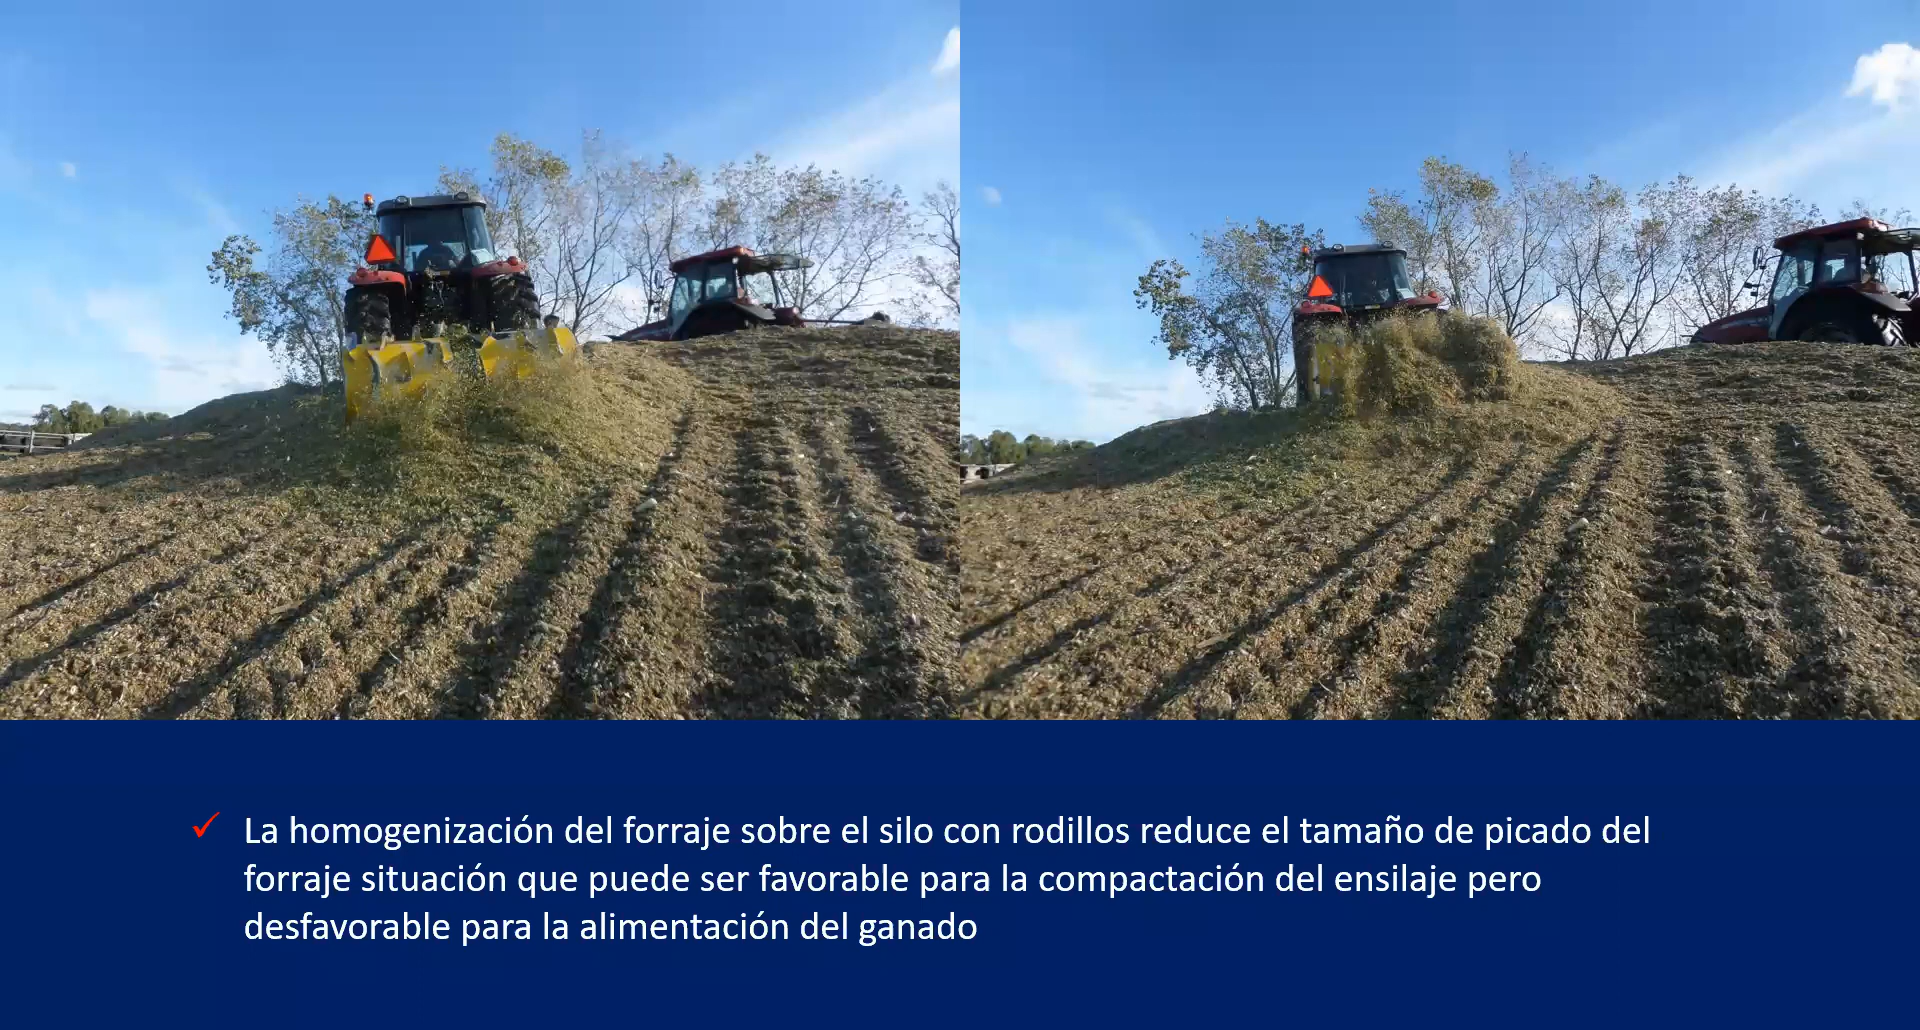 La homogenización del forraje sobre el silo con rodillos reduce el tamaño de picado del
forraje situación que puede ser favorable para la compactación del ensilaje pero
desfavorable para la alimentación del ganado